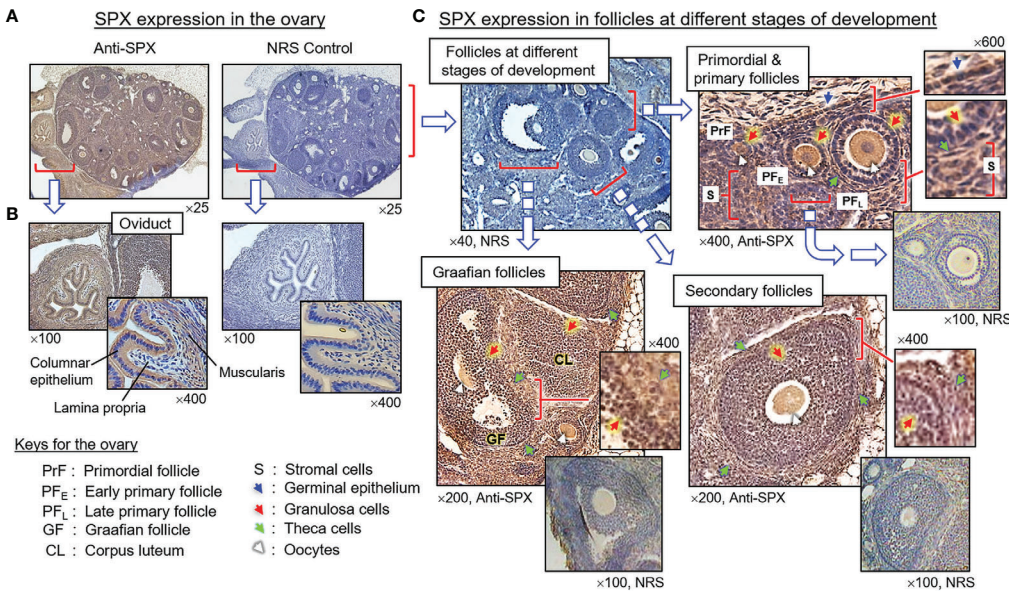 A
SPX expression in the ovary
Anti-SPX
NRS Control
×25
×25
B
Oviduct
×100
×100
Columnar
epithelium
Muscularis
Lamina propria
×400
×400
Keys for the ovary
PrF : Primordial follicle
PFE : Early primary follicle
PFL : Late primary follicle
GF : Graafian follicle
CL : Corpus luteum
S : Stromal cells
: Germinal epithelium
: Granulosa cells
: Theca cells
: Oocytes
C
SPX expression in follicles at different stages of development
Follicles at different
stages of development
×40, NRS
Primordial &
primary follicles
PrF
PFE
PFL
S
×400, Anti-SPX
×600
S
×100, NRS
Graafian follicles
CL
GF
×400
×200, Anti-SPX
×100, NRS
Secondary follicles
×400
×200, Anti-SPX
×100, NRS